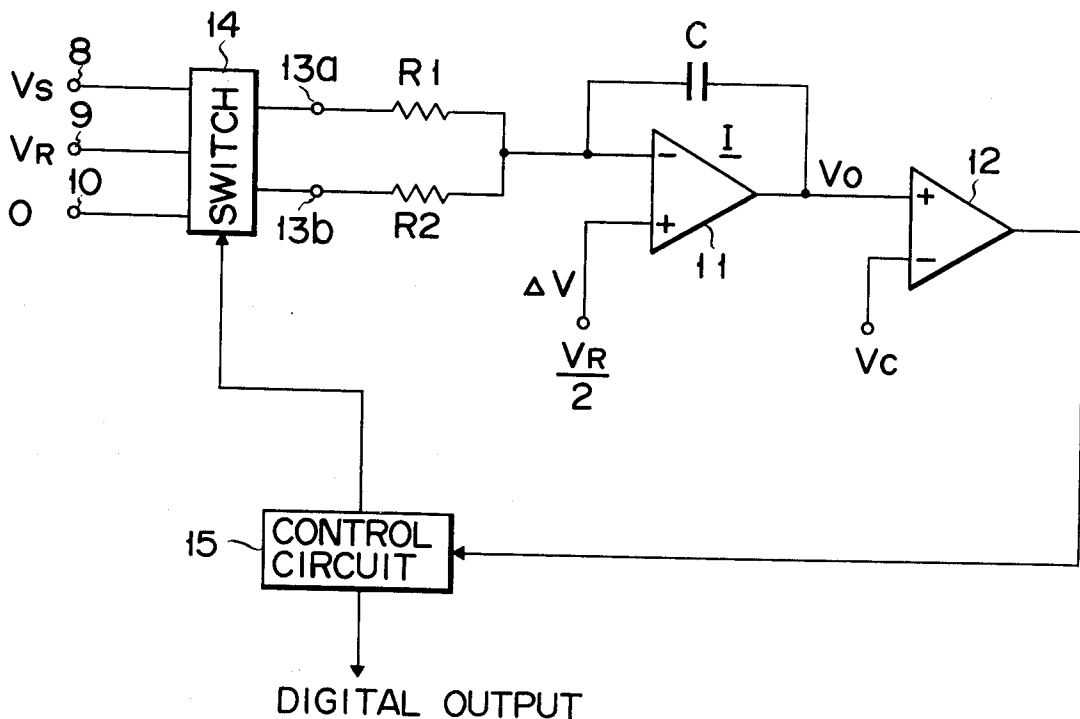 14
8
VS
9
VR
10
0
SWITCH
13a
R1
13b
R2
C
I
-
+
11
ΔV
VR
2
Vo
12
+
-
Vc
15
CONTROL
CIRCUIT
DIGITAL OUTPUT